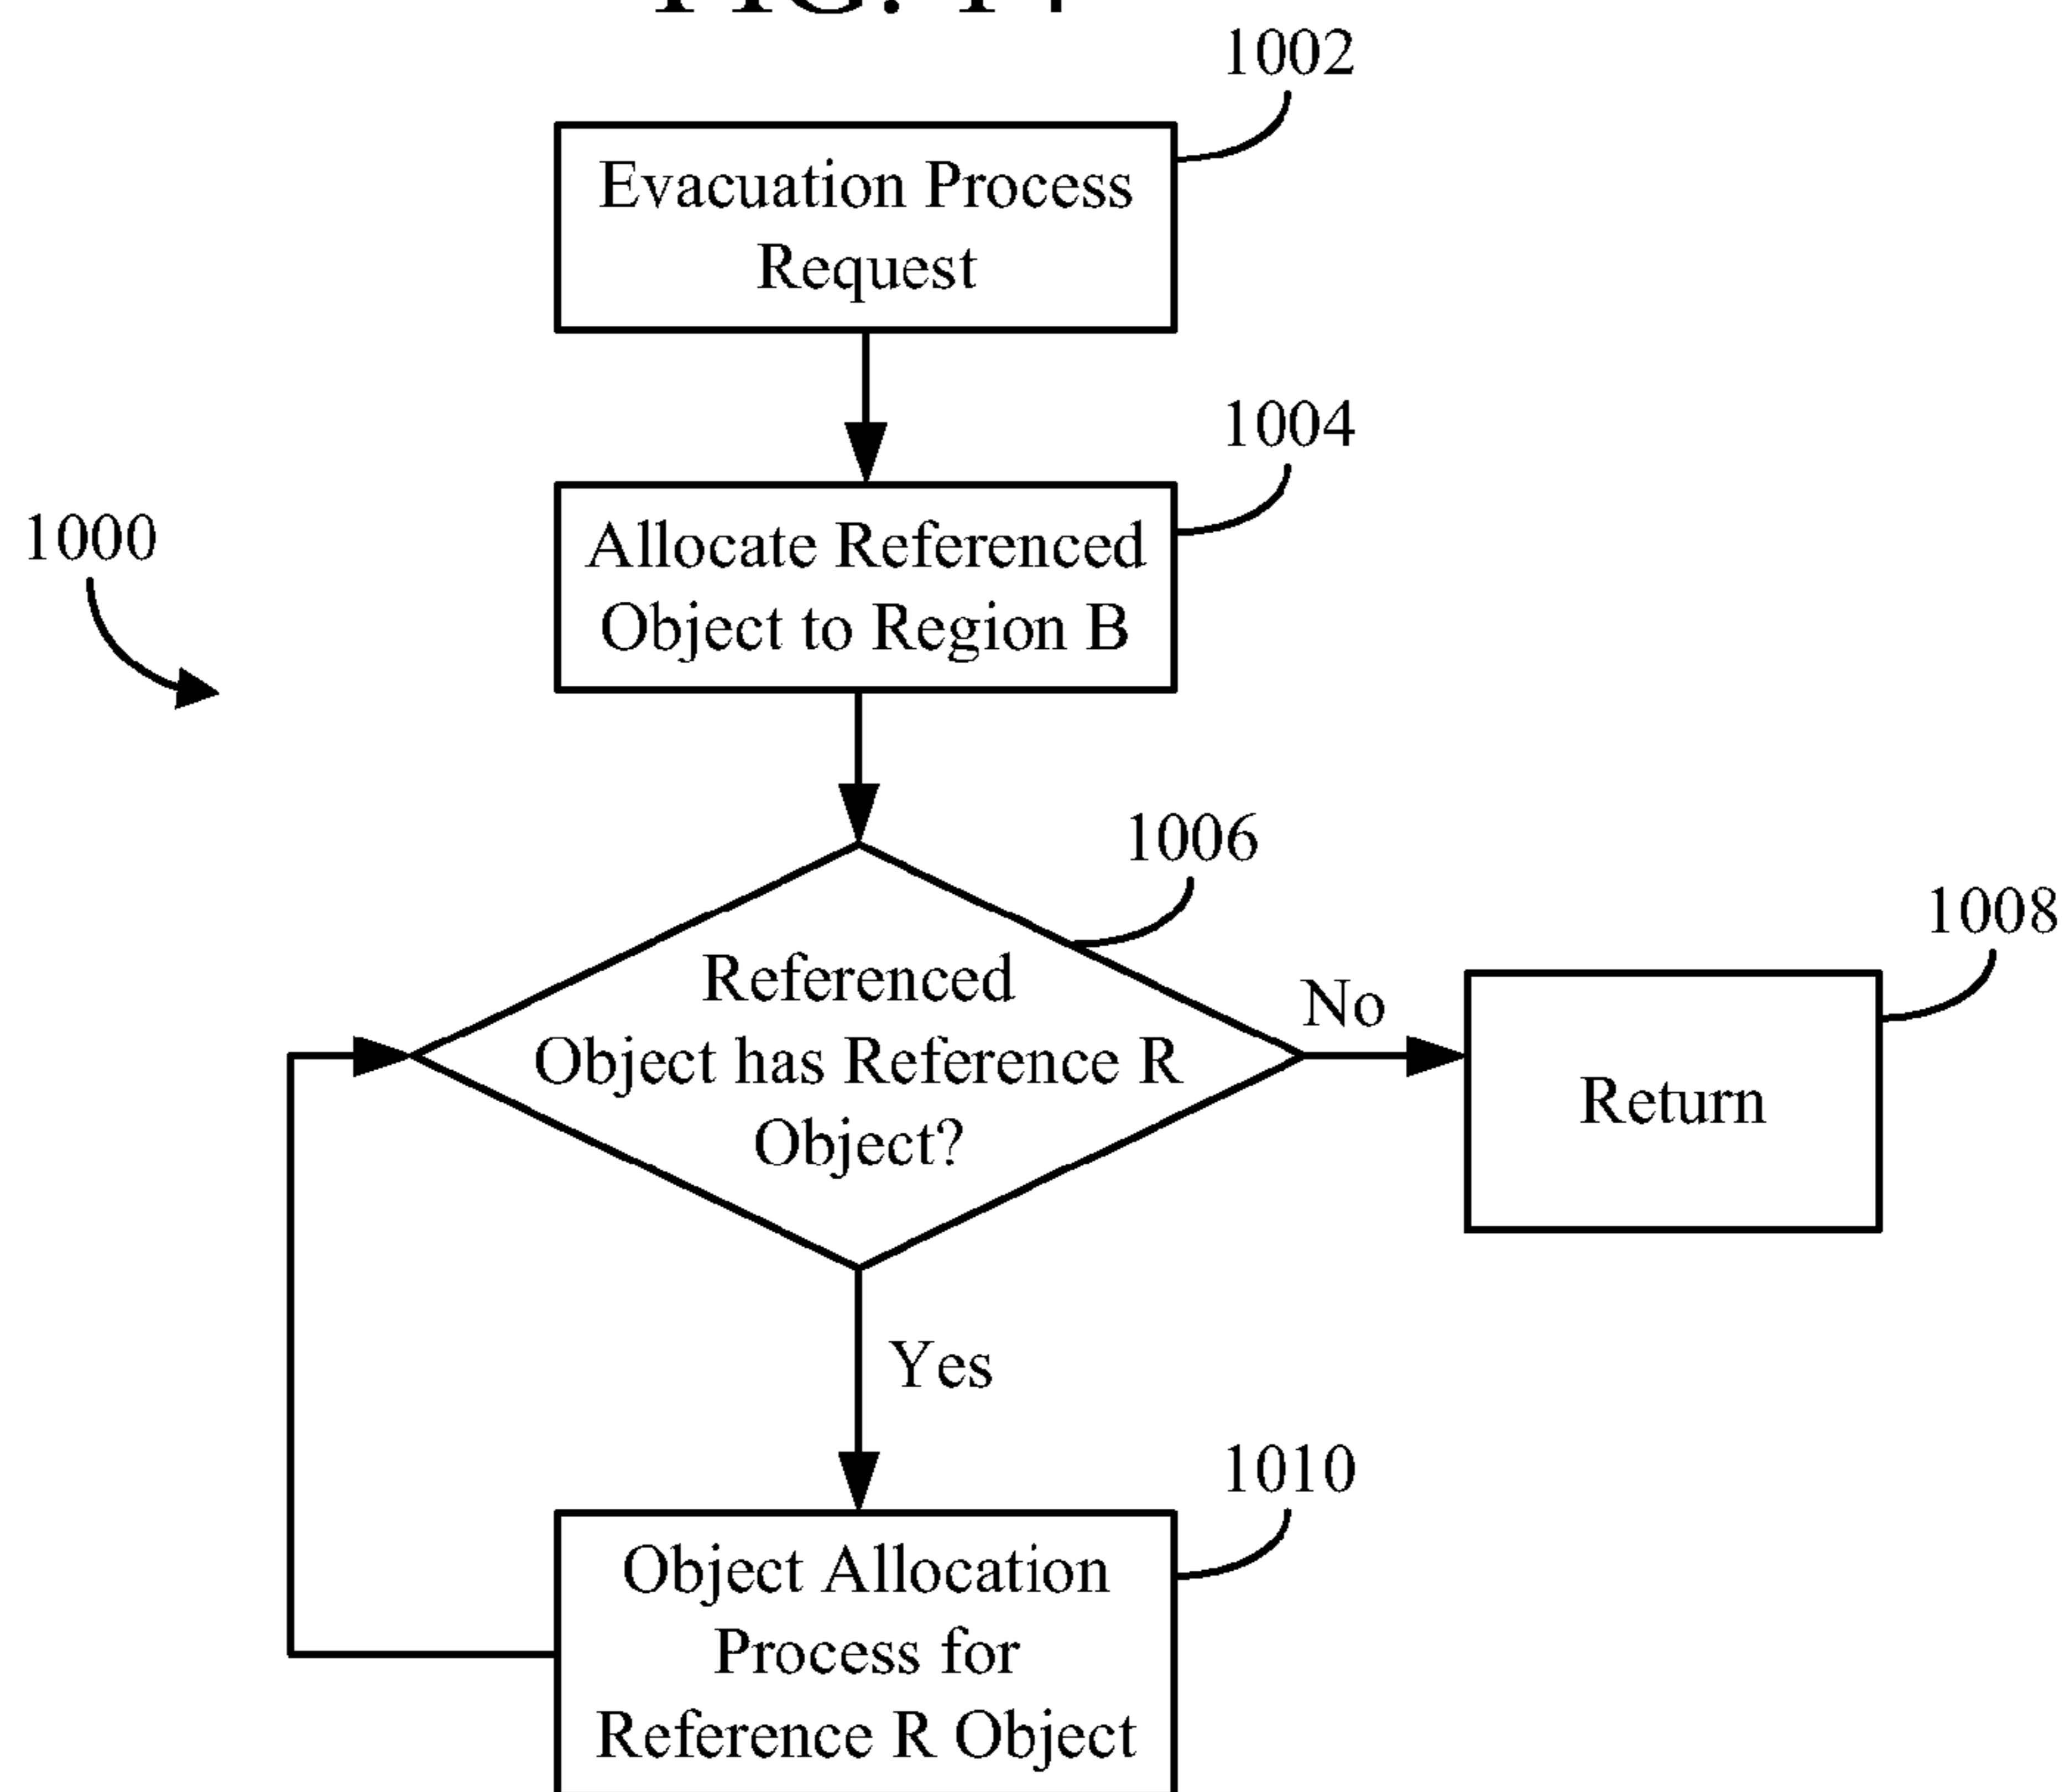 1002
Evacuation Process
Request
1004
1000
Allocate Referenced
Object to Region B
1006
1008
Referenced
Object has Reference R
Object?
No
Return
Yes
1010
Object Allocation
Process for
Reference R Object